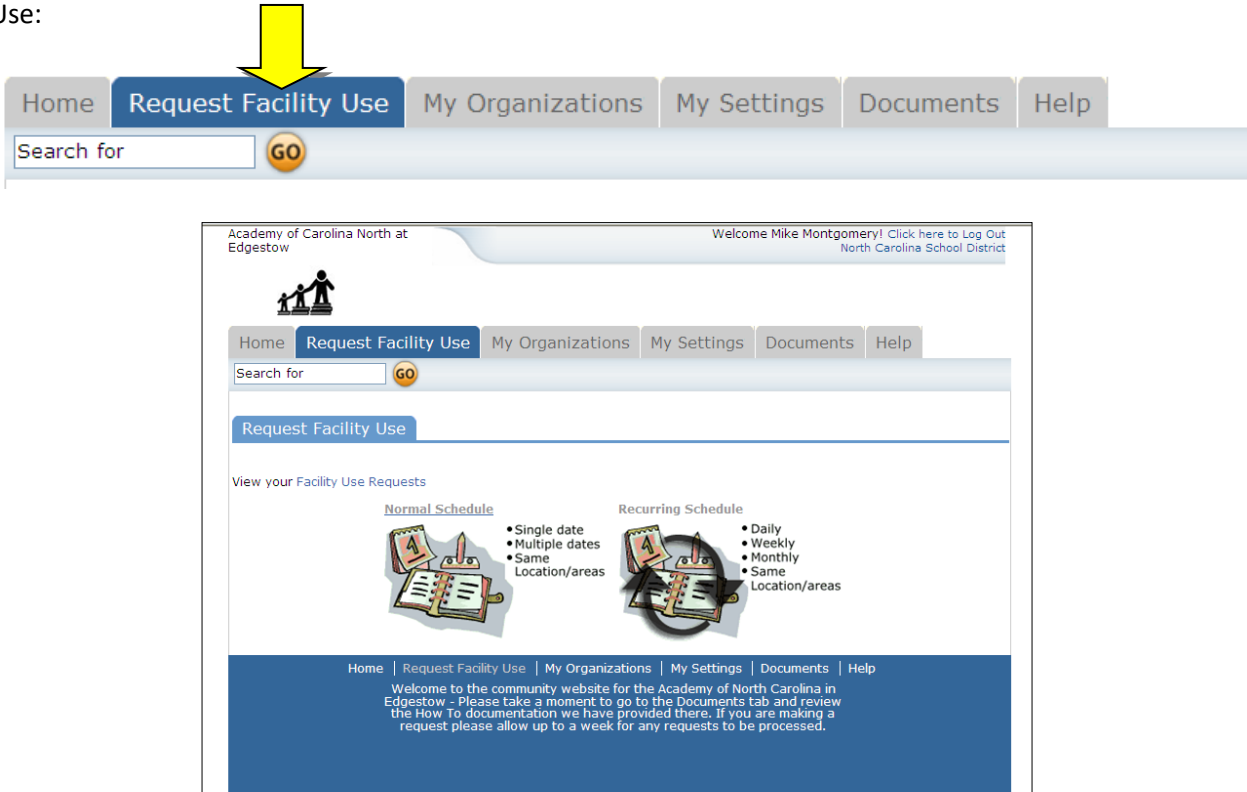 Use:
Home Request Facility Use My Organizations My Settings Documents Help
Search for GO
Academy of Carolina North at
Edgestow
Welcome Mike Montgomery! Click here to Log Out
North Carolina School District
Home Request Facility Use My Organizations My Settings Documents Help
Search for GO
Request Facility Use
View your Facility Use Requests
Normal Schedule
1
•Single date
•Multiple dates
•Same
Location/areas
Recurring Schedule
1
•Daily
•Weekly
•Monthly
•Same
Location/areas
Home | Request Facility Use | My Organizations | My Settings | Documents | Help
Welcome to the community website for the Academy of North Carolina in
Edgestow - Please take a moment to go to the Documents tab and review
the How To documentation we have provided there. If you are making a
request please allow up to a week for any requests to be processed.